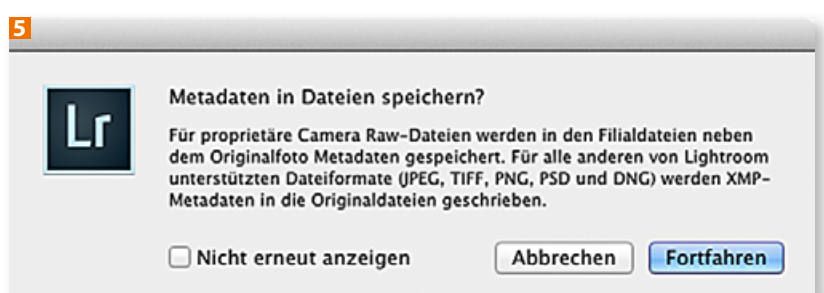 5
Lr
Metadaten in Dateien speichern?
Für proprietäre Camera Raw-Dateien werden in den Filialdateien neben
dem Originalfoto Metadaten gespeichert. Für alle anderen von Lightroom
unterstützten Dateiformate (JPEG, TIFF, PNG, PSD und DNG) werden XMP-
Metadaten in die Originaldateien geschrieben.
Nicht erneut anzeigen
Abbrechen
Fortfahren